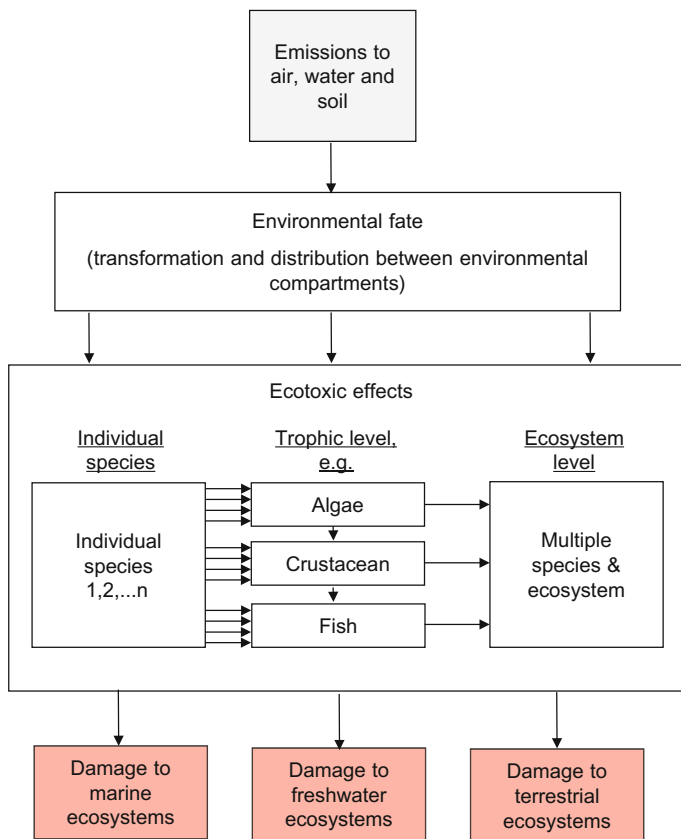 Emissions to
air, water and
soil
Environmental fate
(transformation and distribution between environmental
compartments)
Ecotoxic effects
Individual
species
Trophic level,
e.g.
Ecosystem
level
Individual
species
1,2,...n
Algae
Crustacean
Fish
Multiple
species &
ecosystem
Damage to
marine
ecosystems
Damage to
freshwater
ecosystems
Damage to
terrestrial
ecosystems